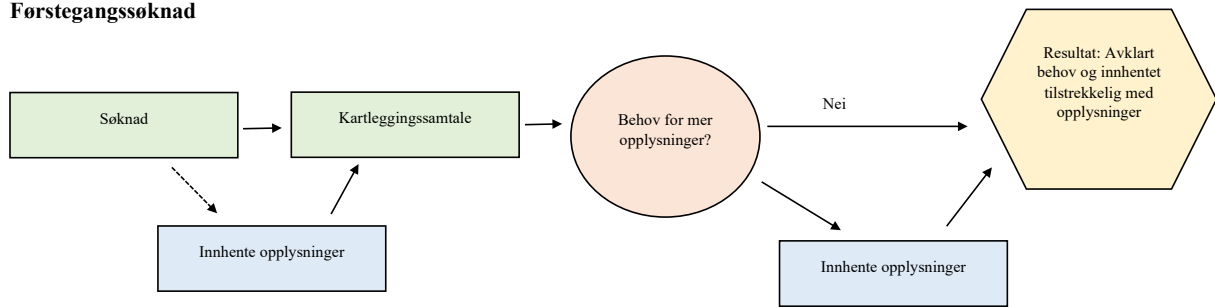 Førstegangssøknad
Søknad
Kartleggingssamtale
Innhente opplysninger
Behov for mer
opplysninger?
Nei
Innhente opplysninger
Resultat: Avklart
behov og innhentet
tilstrekkelig med
opplysninger